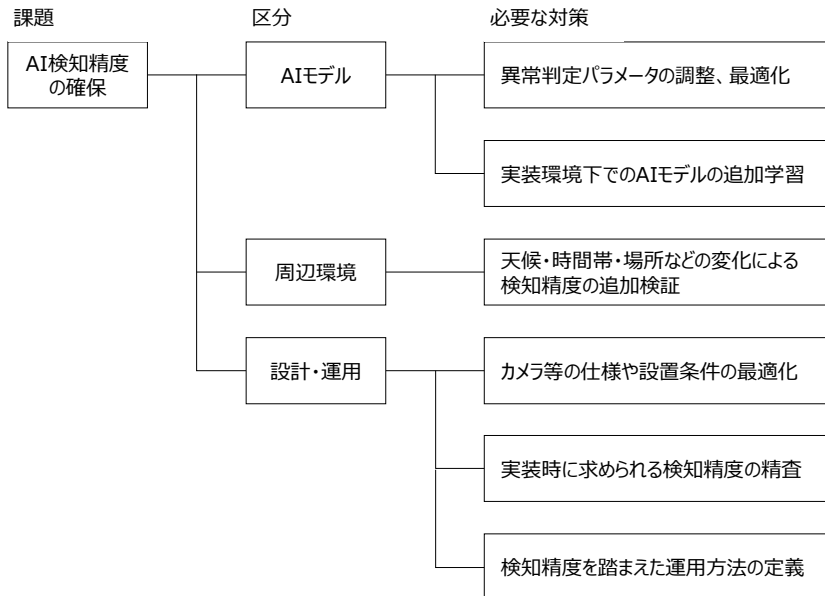 課題
区分
必要な対策
AI検知精度
の確保
AIモデル
異常判定パラメータの調整、最適化
実装環境下でのAIモデルの追加学習
周辺環境
天候・時間帯・場所などの変化による
検知精度の追加検証
設計・運用
カメラ等の仕様や設置条件の最適化
実装時に求められる検知精度の精査
検知精度を踏まえた運用方法の定義